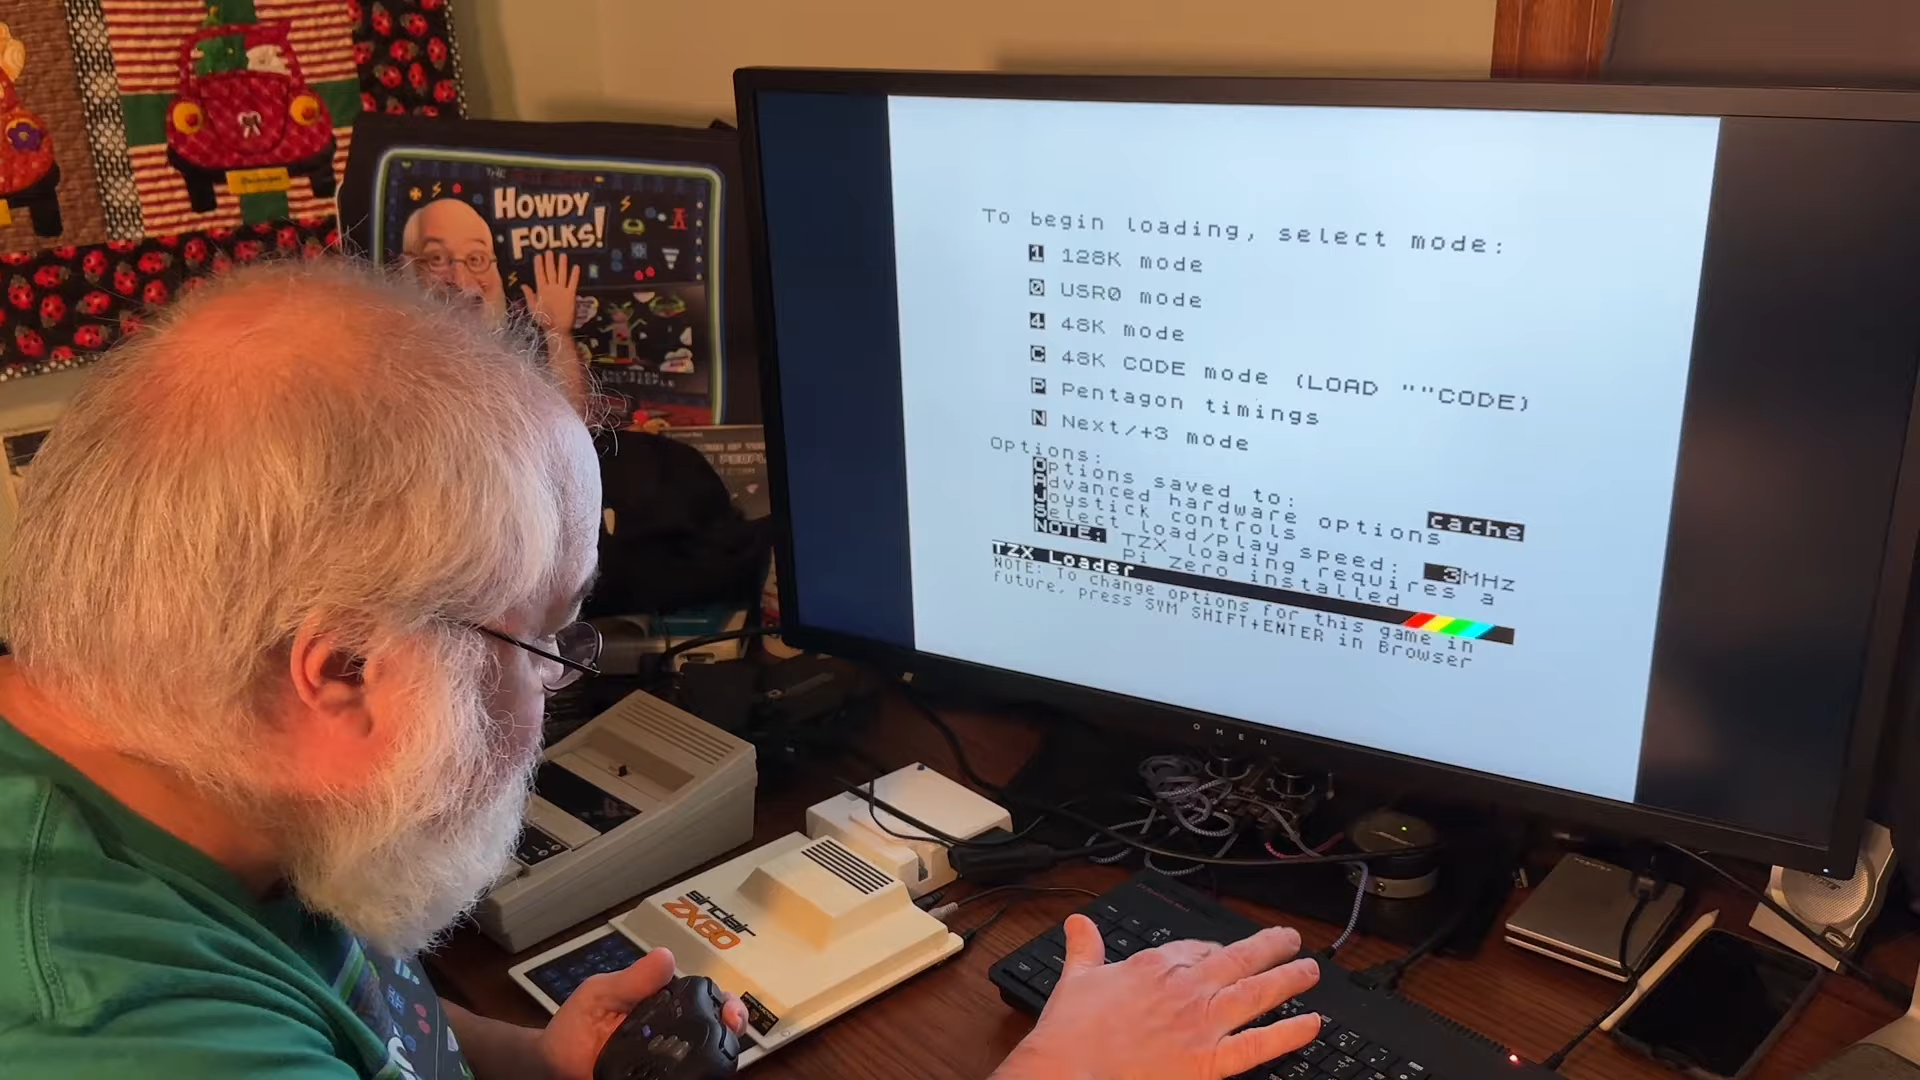 THE
HOWDY
FOLKS!
To begin loading, select mode:
1 128K mode
0 USR0 mode
4 48K mode
C 48K CODE mode (LOAD ""CODE)
P Pentagon timings
N Next/+3 mode
Options:
Options saved to: cache
Advanced hardware options
Joystick controls
Select load/play speed: 3MHz
NOTE: TZX loading requires a
Pi Zero installed
TZX Loader
NOTE: To change options for this game in
future, press SYM SHIFT+ENTER in Browser
OMEN
sinclair
ZX80